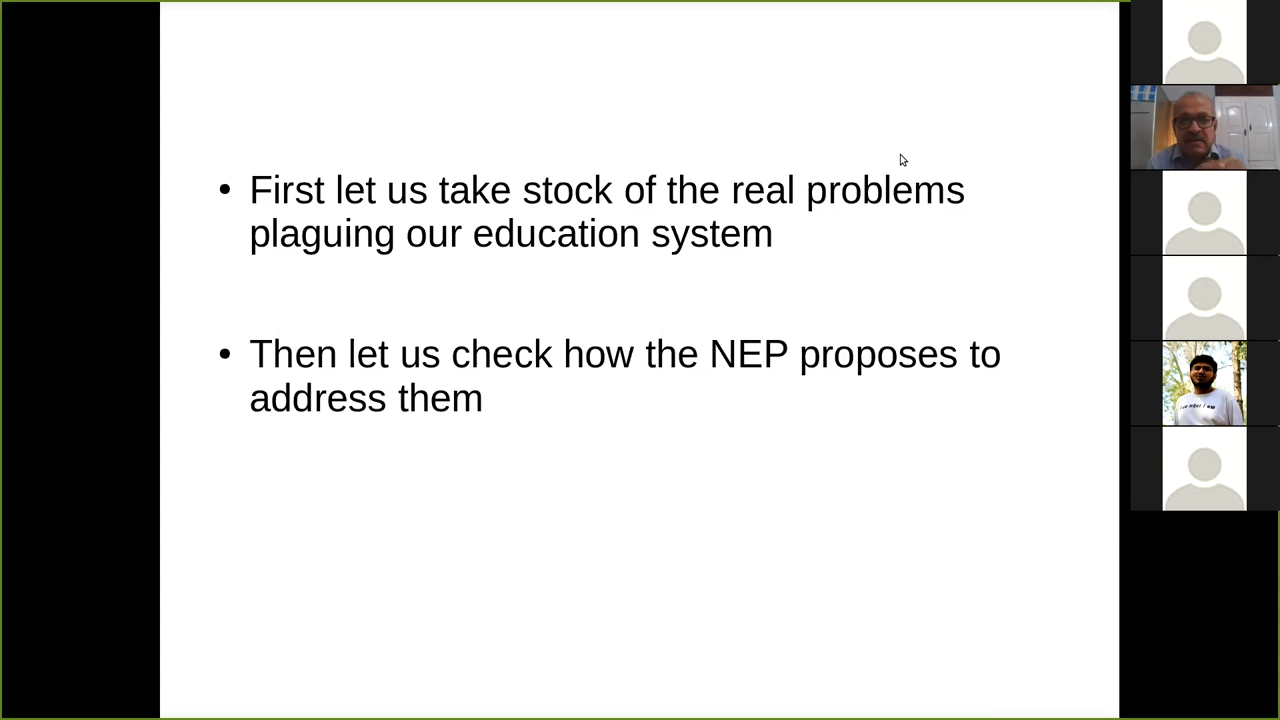 • First let us take stock of the real problems
plaguing our education system
• Then let us check how the NEP proposes to
address them